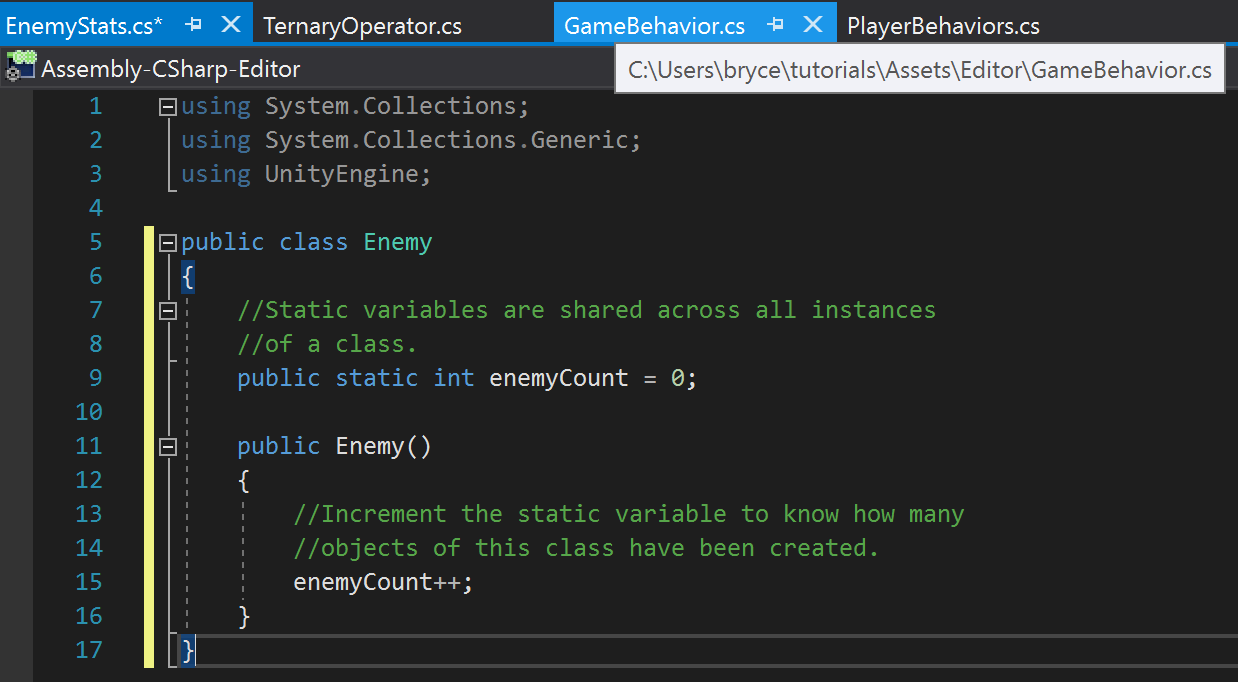 EnemyStats.cs* TernaryOperator.cs GameBehavior.cs PlayerBehaviors.cs
Assembly-CSharp-Editor C:\Users\bryce\tutorials\Assets\Editor\GameBehavior.cs
1 using System.Collections;
2 using System.Collections.Generic;
3 using UnityEngine;
4
5 public class Enemy
6 {
7 //Static variables are shared across all instances
8 //of a class.
9 public static int enemyCount = 0;
10
11 public Enemy()
12 {
13 //Increment the static variable to know how many
14 //objects of this class have been created.
15 enemyCount++;
16 }
17 }